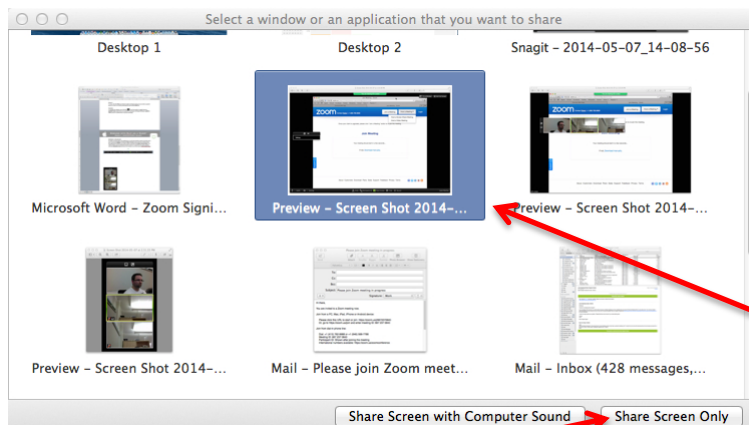 Select a window or an application that you want to share
Desktop 1
Desktop 2
Snagit - 2014-05-07_14-08-56
zoom
zoom
Microsoft Word - Zoom Signi...
Preview - Screen Shot 2014-...
Preview - Screen Shot 2014-...
Preview - Screen Shot 2014-...
Mail - Please join Zoom meet...
Mail - Inbox (428 messages,...
Share Screen with Computer Sound
Share Screen Only